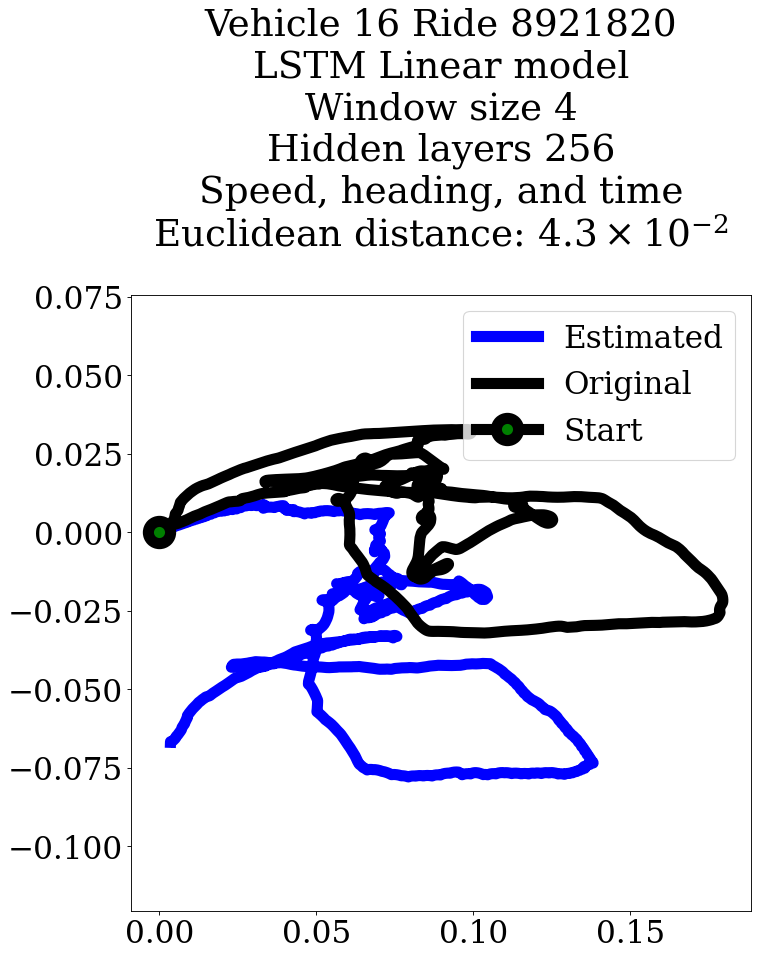 Vehicle 16 Ride 8921820
LSTM Linear model
Window size 4
Hidden layers 256
Speed, heading, and time
Euclidean distance: 4.3 × 10⁻²
0.075
0.050
0.025
0.000
−0.025
−0.050
−0.075
−0.100
Estimated
Original
Start
0.00 0.05 0.10 0.15